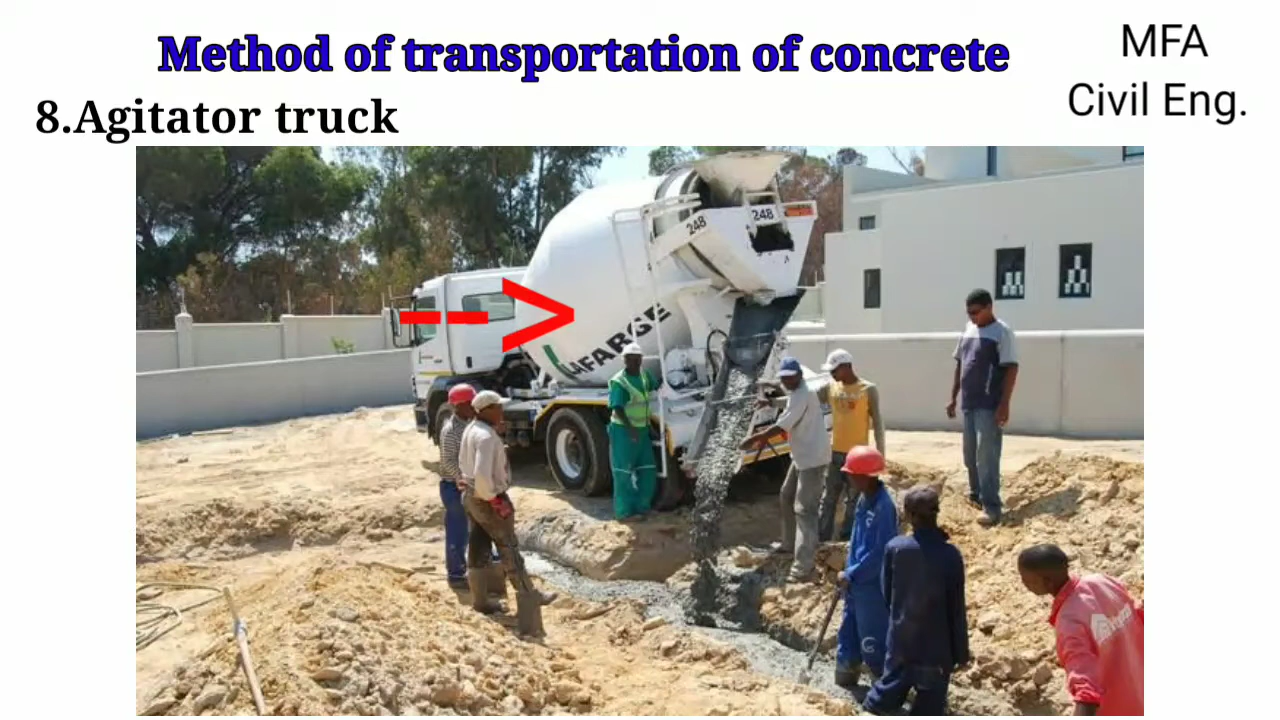 Method of transportation of concrete
MFA
Civil Eng.
8.Agitator truck
248
248
LAFARGE